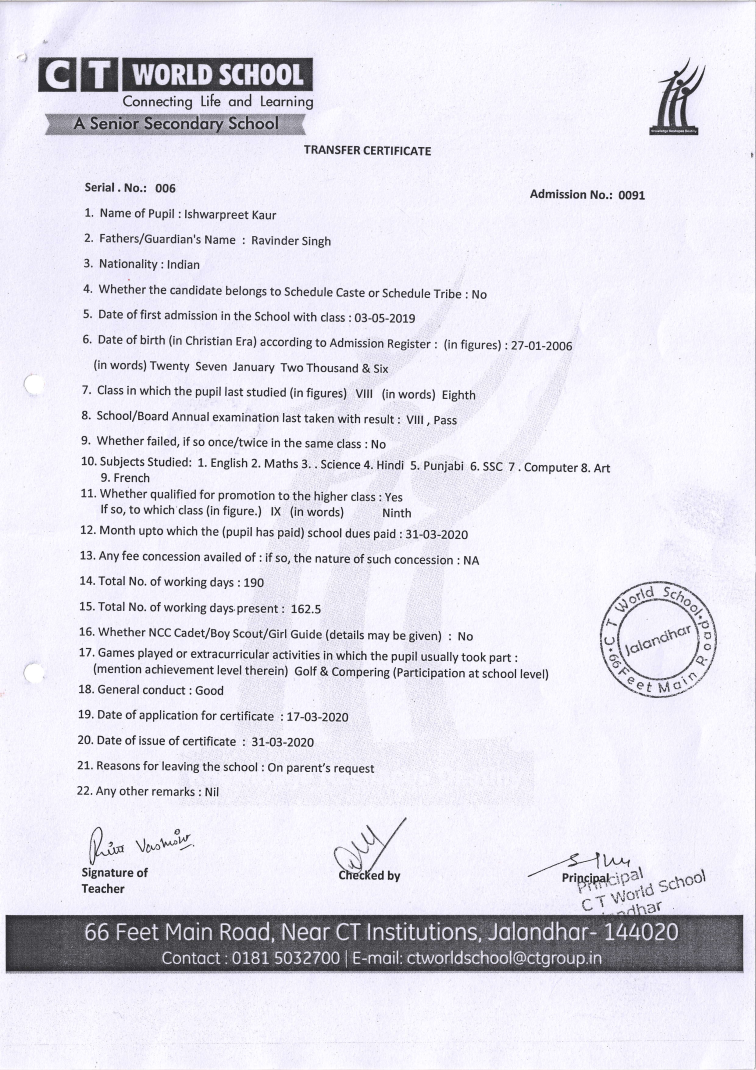 CT WORLD SCHOOL
Connecting Life and Learning
A Senior Secondary School
TRANSFER CERTIFICATE
Serial . No.: 006
Admission No.: 0091
1. Name of Pupil : Ishwarpreet Kaur
2. Fathers/Guardian's Name : Ravinder Singh
3. Nationality : Indian
4. Whether the candidate belongs to Schedule Caste or Schedule Tribe : No
5. Date of first admission in the School with class : 03-05-2019
6. Date of birth (in Christian Era) according to Admission Register : (in figures) : 27-01-2006
(in words) Twenty Seven January Two Thousand & Six
7. Class in which the pupil last studied (in figures) VIII (in words) Eighth
8. School/Board Annual examination last taken with result : VIII , Pass
9. Whether failed, if so once/twice in the same class : No
10. Subjects Studied: 1. English 2. Maths 3. . Science 4. Hindi 5. Punjabi 6. SSC 7 . Computer 8. Art
9. French
11. Whether qualified for promotion to the higher class : Yes
If so, to which class (in figure.) IX (in words) Ninth
12. Month upto which the (pupil has paid) school dues paid : 31-03-2020
13. Any fee concession availed of : if so, the nature of such concession : NA
14. Total No. of working days : 190
15. Total No. of working days present : 162.5
16. Whether NCC Cadet/Boy Scout/Girl Guide (details may be given) : No
17. Games played or extracurricular activities in which the pupil usually took part :
(mention achievement level therein) Golf & Compering (Participation at school level)
18. General conduct : Good
19. Date of application for certificate : 17-03-2020
20. Date of issue of certificate : 31-03-2020
21. Reasons for leaving the school : On parent's request
22. Any other remarks : Nil
C T World School
66 Feet Main Road
Jalandhar
Signature of
Teacher
Checked by
Principal
Principal
C T World School
66 Feet Main Road, Near CT Institutions, Jalandhar- 144020
Contact : 0181 5032700 | E-mail: ctworldschool@ctgroup.in